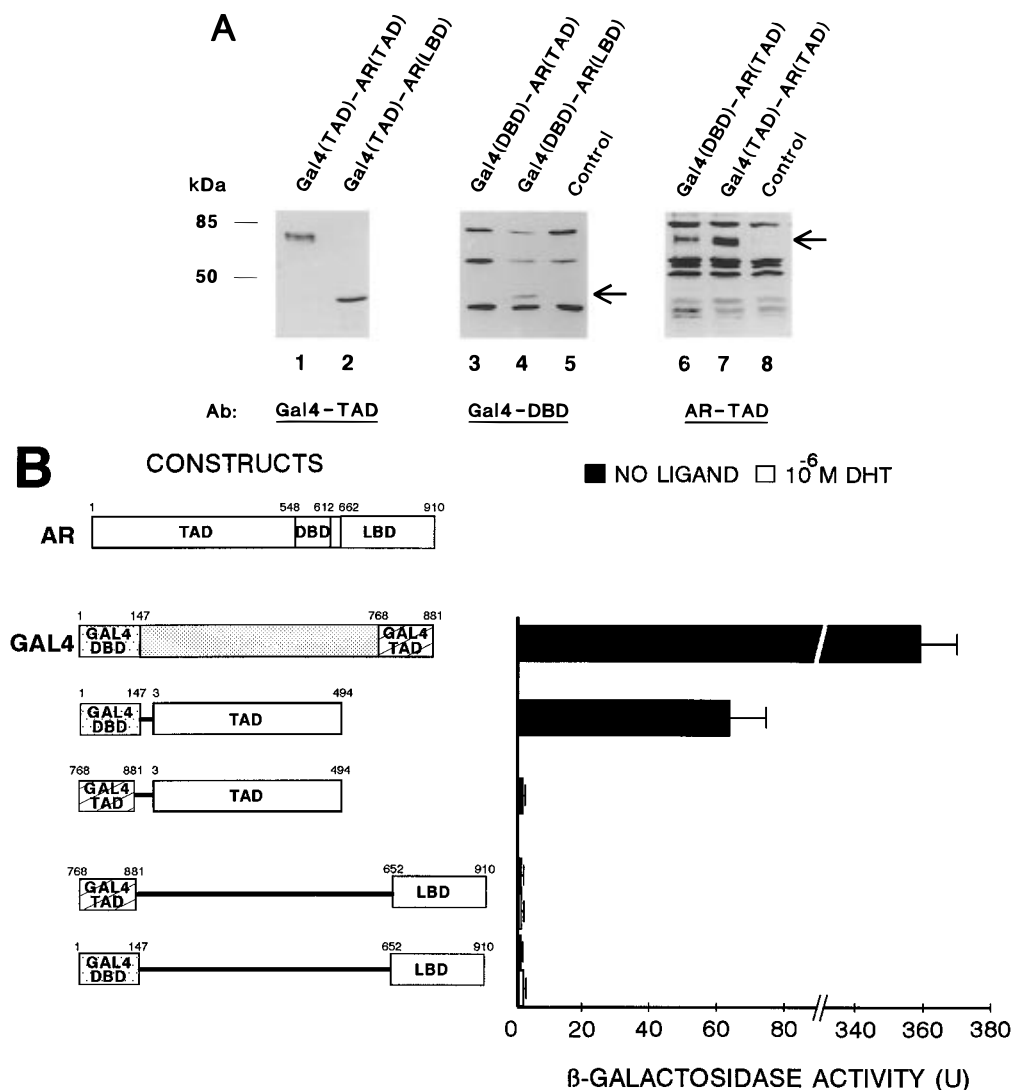 A
Gal4(TAD)-AR(TAD)
Gal4(TAD)-AR(LBD)
Gal4(DBD)-AR(TAD)
Gal4(DBD)-AR(LBD)
Control
Gal4(DBD)-AR(TAD)
Gal4(TAD)-AR(TAD)
Control
kDa
85
50
1 2 3 4 5 6 7 8
Ab: Gal4-TAD Gal4-DBD AR-TAD
B CONSTRUCTS
NO LIGAND 10⁻⁶M DHT
1 548 612 662 910
AR TAD DBD LBD
1 147 768 881
GAL4 GAL4 DBD GAL4 TAD
1 147 3 494
GAL4 DBD TAD
768 881 3 494
GAL4 TAD TAD
768 881 652 910
GAL4 TAD LBD
1 147 652 910
GAL4 DBD LBD
0 20 40 60 80 340 360 380
ß-GALACTOSIDASE ACTIVITY (U)